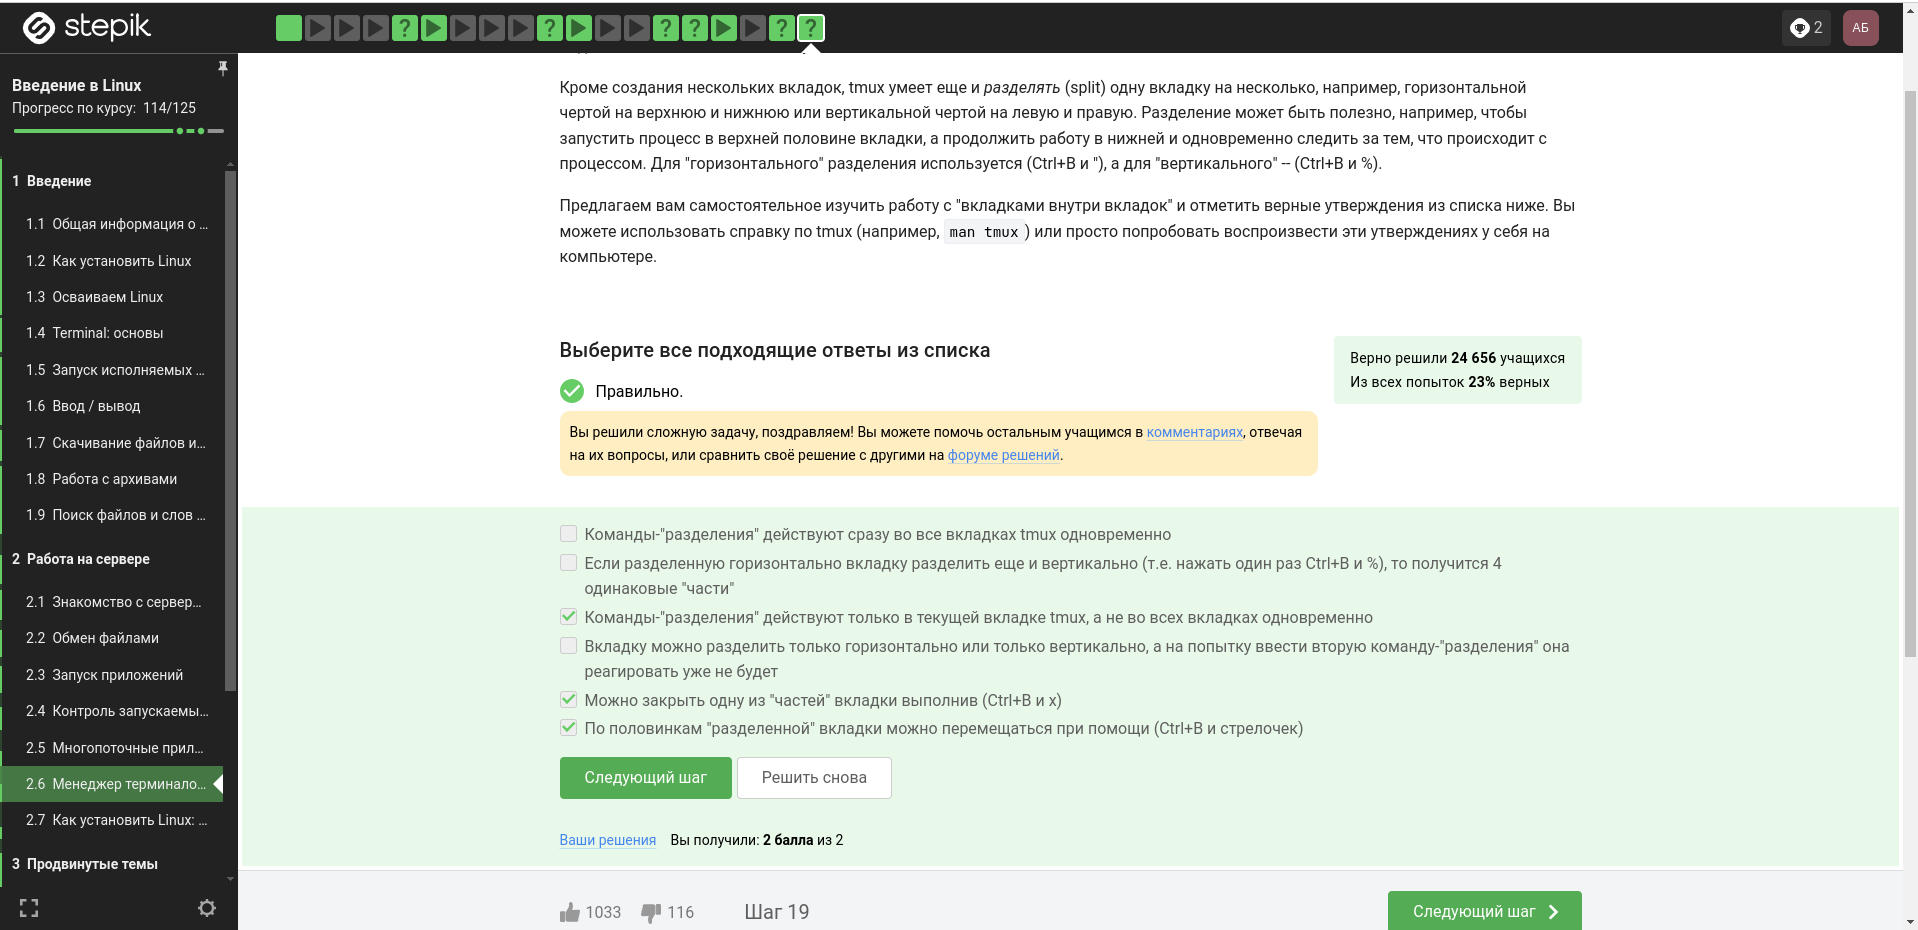 stepik
? ? ? ? ? ?
2
АБ
Введение в Linux
Прогресс по курсу: 114/125
1 Введение
1.1 Общая информация о ...
1.2 Как установить Linux
1.3 Осваиваем Linux
1.4 Terminal: основы
1.5 Запуск исполняемых ...
1.6 Ввод / вывод
1.7 Скачивание файлов и...
1.8 Работа с архивами
1.9 Поиск файлов и слов ...
2 Работа на сервере
2.1 Знакомство с сервер...
2.2 Обмен файлами
2.3 Запуск приложений
2.4 Контроль запускаемы...
2.5 Многопоточные прил...
2.6 Менеджер терминало...
2.7 Как установить Linux: ...
3 Продвинутые темы
Кроме создания нескольких вкладок, tmux умеет еще и разделять (split) одну вкладку на несколько, например, горизонтальной
чертой на верхнюю и нижнюю или вертикальной чертой на левую и правую. Разделение может быть полезно, например, чтобы
запустить процесс в верхней половине вкладки, а продолжить работу в нижней и одновременно следить за тем, что происходит с
процессом. Для "горизонтального" разделения используется (Ctrl+B и "), а для "вертикального" -- (Ctrl+B и %).
Предлагаем вам самостоятельное изучить работу с "вкладками внутри вкладок" и отметить верные утверждения из списка ниже. Вы
можете использовать справку по tmux (например, man tmux) или просто попробовать воспроизвести эти утверждениях у себя на
компьютере.
Выберите все подходящие ответы из списка
Верно решили 24 656 учащихся
Из всех попыток 23% верных
Правильно.
Вы решили сложную задачу, поздравляем! Вы можете помочь остальным учащимся в комментариях, отвечая
на их вопросы, или сравнить своё решение с другими на форуме решений.
Команды-"разделения" действуют сразу во все вкладках tmux одновременно
Если разделенную горизонтально вкладку разделить еще и вертикально (т.е. нажать один раз Ctrl+B и %), то получится 4
одинаковые "части"
Команды-"разделения" действуют только в текущей вкладке tmux, а не во всех вкладках одновременно
Вкладку можно разделить только горизонтально или только вертикально, а на попытку ввести вторую команду-"разделения" она
реагировать уже не будет
Можно закрыть одну из "частей" вкладки выполнив (Ctrl+B и x)
По половинкам "разделенной" вкладки можно перемещаться при помощи (Ctrl+B и стрелочек)
Следующий шаг
Решить снова
Ваши решения Вы получили: 2 балла из 2
1033 116 Шаг 19
Следующий шаг